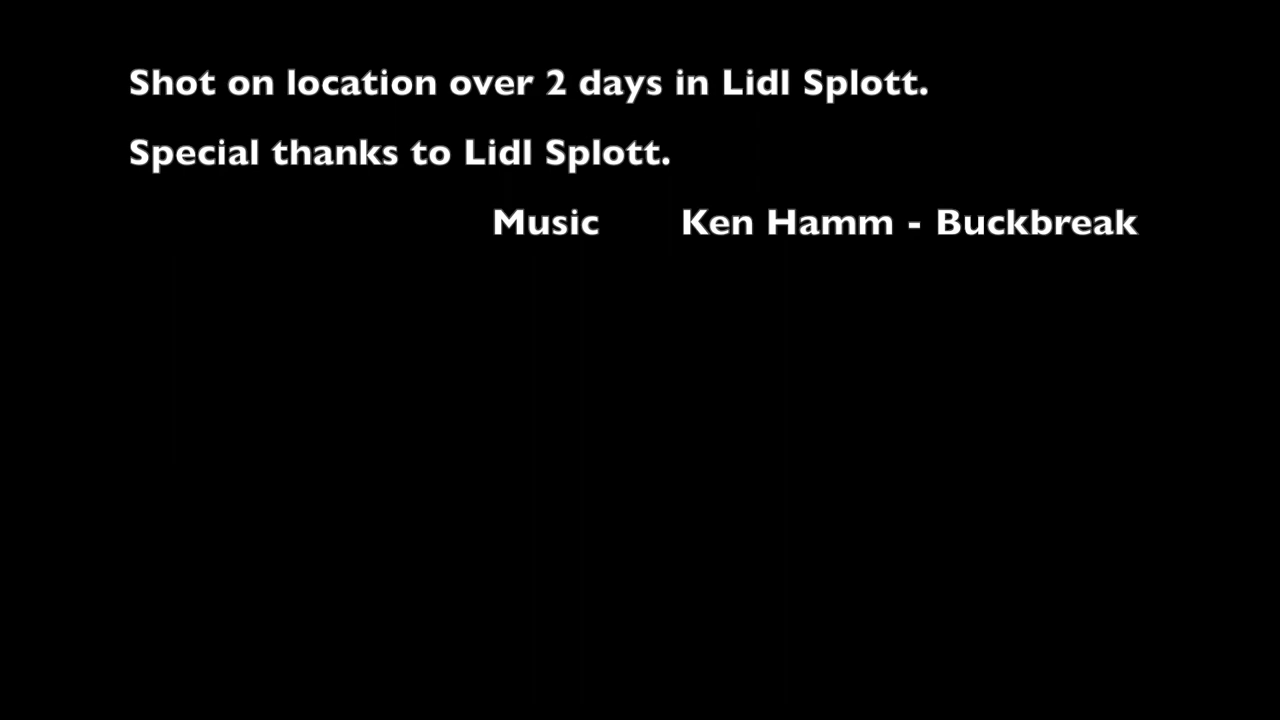 Shot on location over 2 days in Lidl Splott.
Special thanks to Lidl Splott.
Music Ken Hamm - Buckbreak